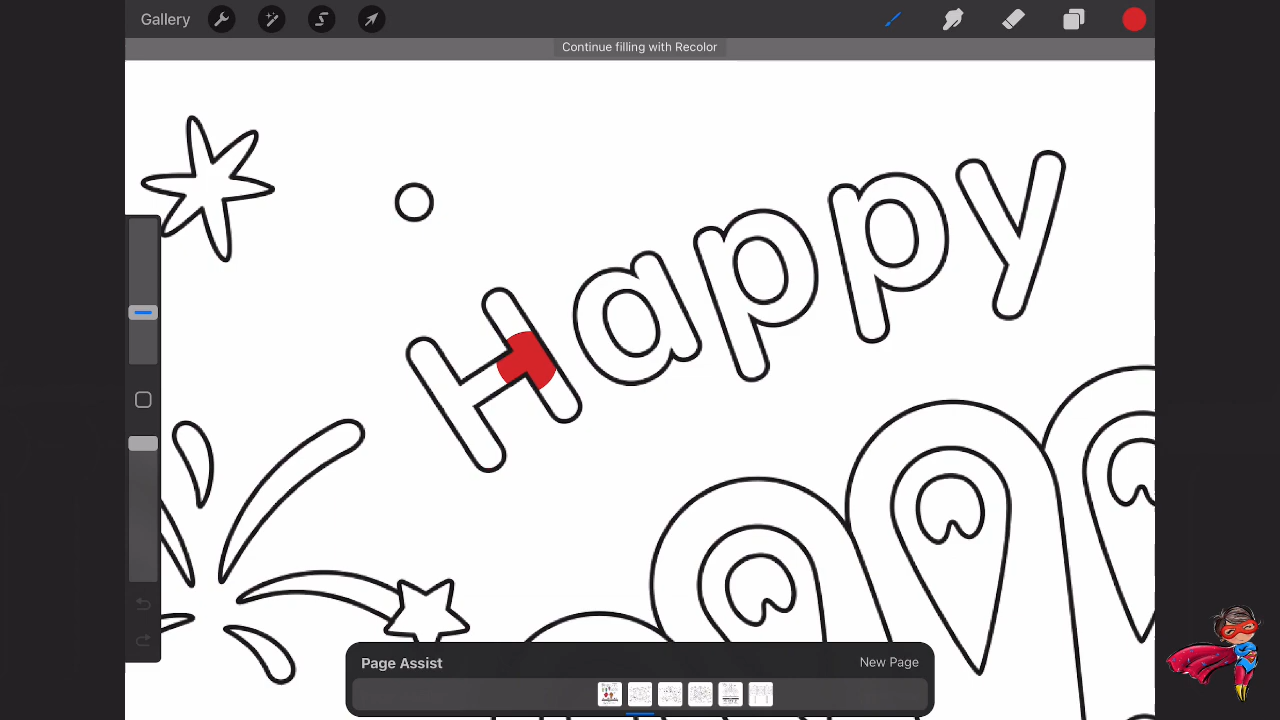 Gallery
Continue filling with Recolor
Happy
Page Assist
New Page